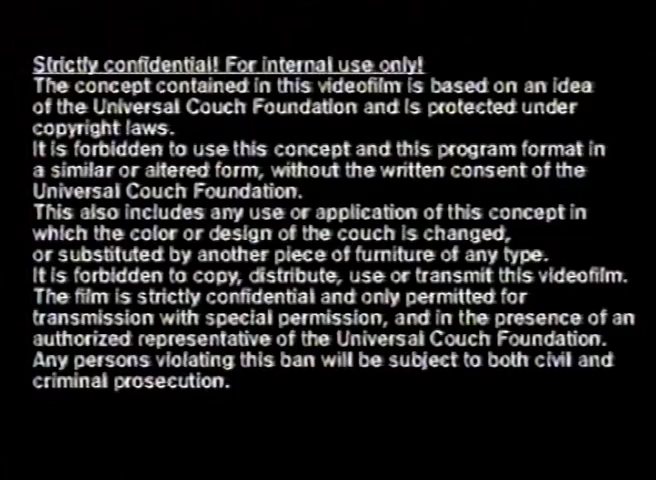 Strictly confidential! For internal use only!
The concept contained in this videofilm is based on an idea
of the Universal Couch Foundation and is protected under
copyright laws.
It is forbidden to use this concept and this program format in
a similar or altered form, without the written consent of the
Universal Couch Foundation.
This also includes any use or application of this concept in
which the color or design of the couch is changed,
or substituted by another piece of furniture of any type.
It is forbidden to copy, distribute, use or transmit this videofilm.
The film is strictly confidential and only permitted for
transmission with special permission, and in the presence of an
authorized representative of the Universal Couch Foundation.
Any persons violating this ban will be subject to both civil and
criminal prosecution.